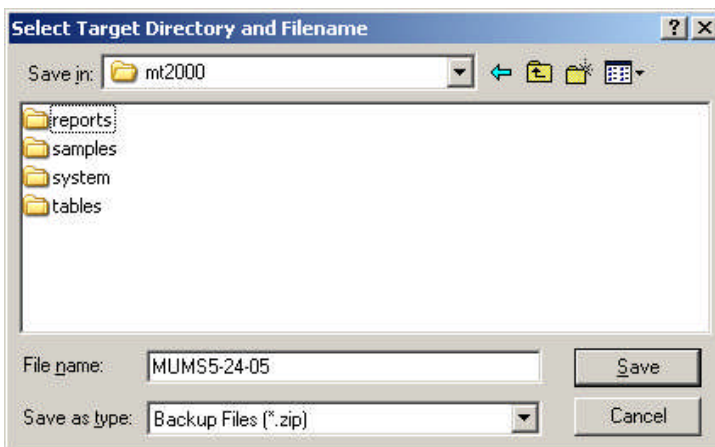 Select Target Directory and Filename
Save in: mt2000
reports
samples
system
tables
File name: MUMS5-24-05 Save
Save as type: Backup Files (*.zip) Cancel